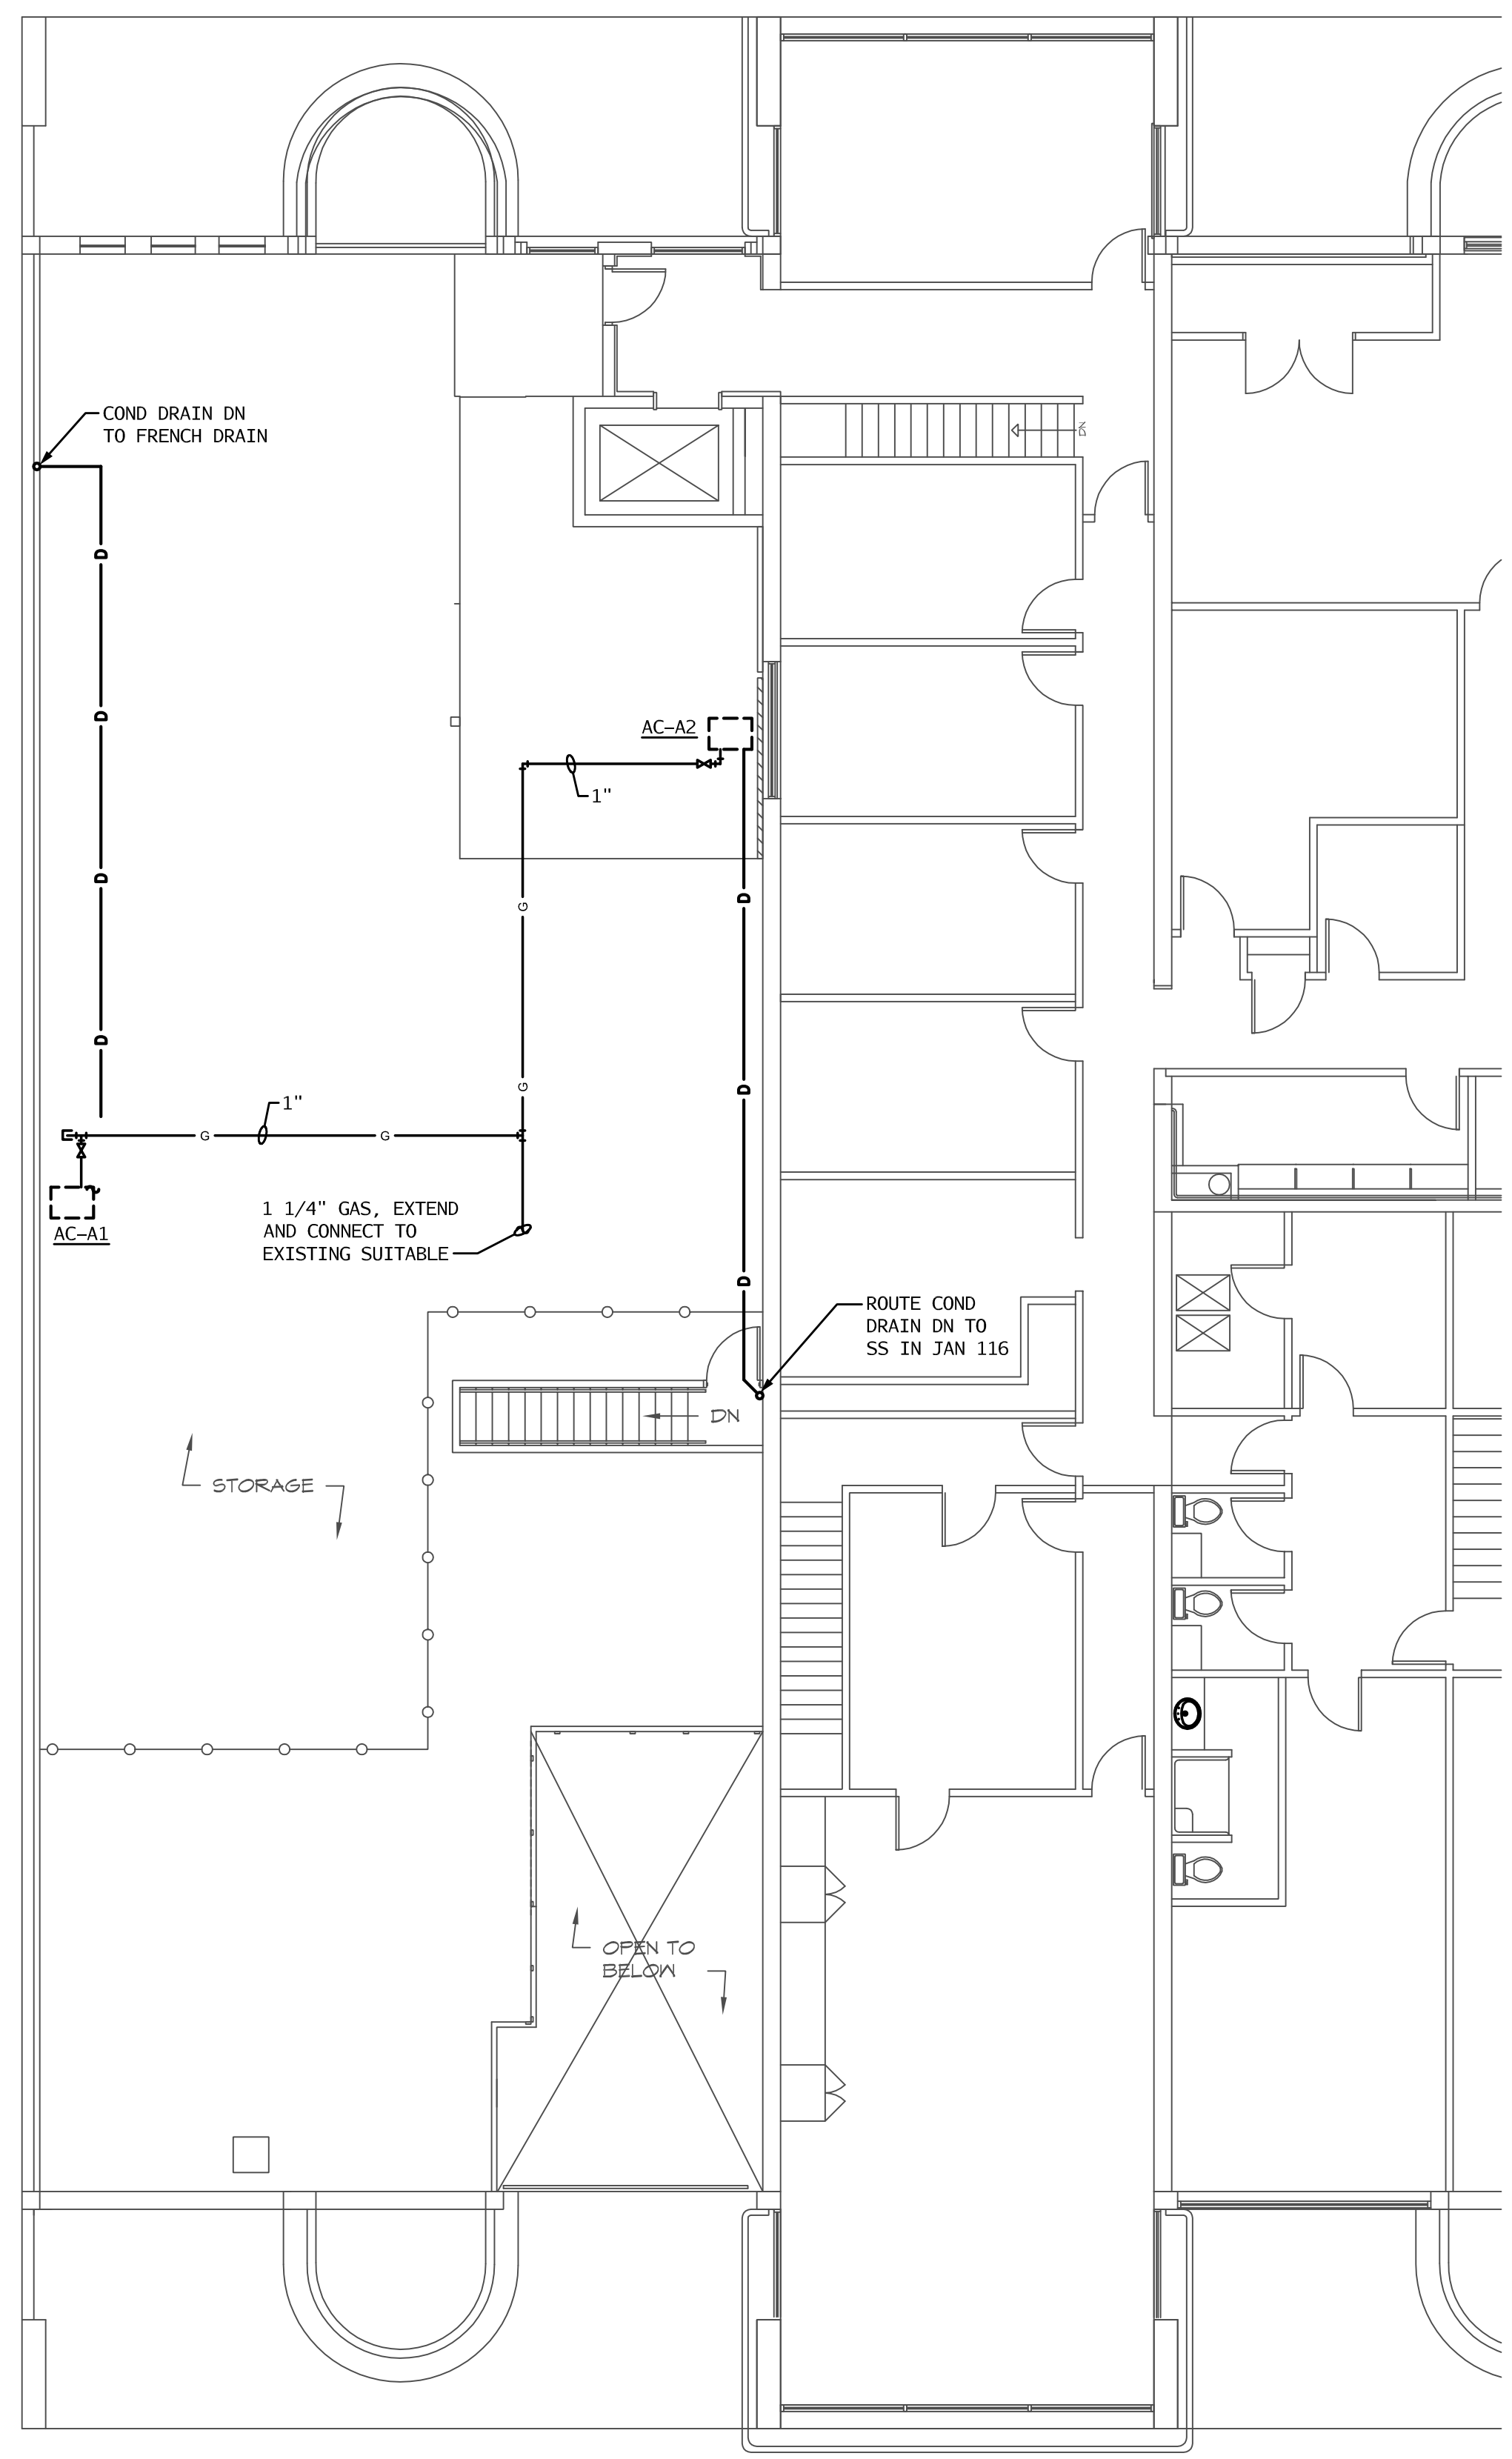 COND DRAIN DN
TO FRENCH DRAIN
DN
D
D
AC-A2
1"
D
D
G
D
G
D
1"
G
G
1 1/4" GAS, EXTEND
AND CONNECT TO
EXISTING SUITABLE
AC-A1
D
ROUTE COND
DRAIN DN TO
SS IN JAN 116
DN
STORAGE
OPEN TO
BELOW